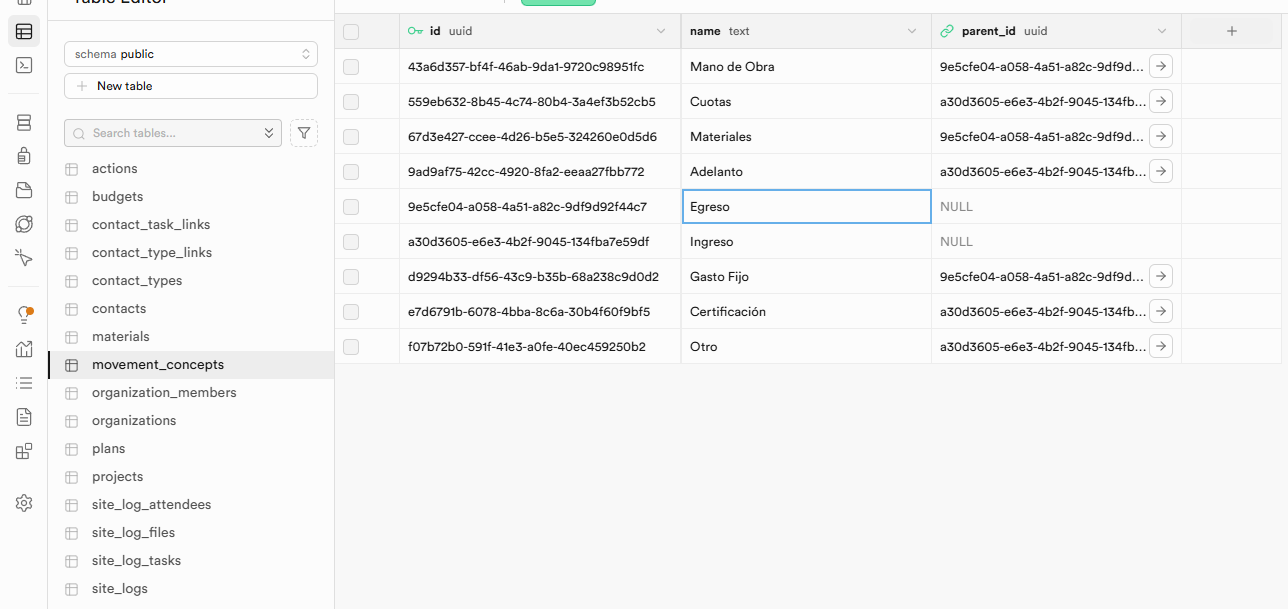 Table Editor
schema public
New table
Search tables...
actions
budgets
contact_task_links
contact_type_links
contact_types
contacts
materials
movement_concepts
organization_members
organizations
plans
projects
site_log_attendees
site_log_files
site_log_tasks
site_logs
id uuid name text parent_id uuid
43a6d357-bf4f-46ab-9da1-9720c98951fc Mano de Obra 9e5cfe04-a058-4a51-a82c-9df9d...
559eb632-8b45-4c74-80b4-3a4ef3b52cb5 Cuotas a30d3605-e6e3-4b2f-9045-134fb...
67d3e427-ccee-4d26-b5e5-324260e0d5d6 Materiales 9e5cfe04-a058-4a51-a82c-9df9d...
9ad9af75-42cc-4920-8fa2-eeaa27fbb772 Adelanto a30d3605-e6e3-4b2f-9045-134fb...
9e5cfe04-a058-4a51-a82c-9df9d92f44c7 Egreso NULL
a30d3605-e6e3-4b2f-9045-134fba7e59df Ingreso NULL
d9294b33-df56-43c9-b35b-68a238c9d0d2 Gasto Fijo 9e5cfe04-a058-4a51-a82c-9df9d...
e7d6791b-6078-4bba-8c6a-30b4f60f9bf5 Certificación a30d3605-e6e3-4b2f-9045-134fb...
f07b72b0-591f-41e3-a0fe-40ec459250b2 Otro a30d3605-e6e3-4b2f-9045-134fb...